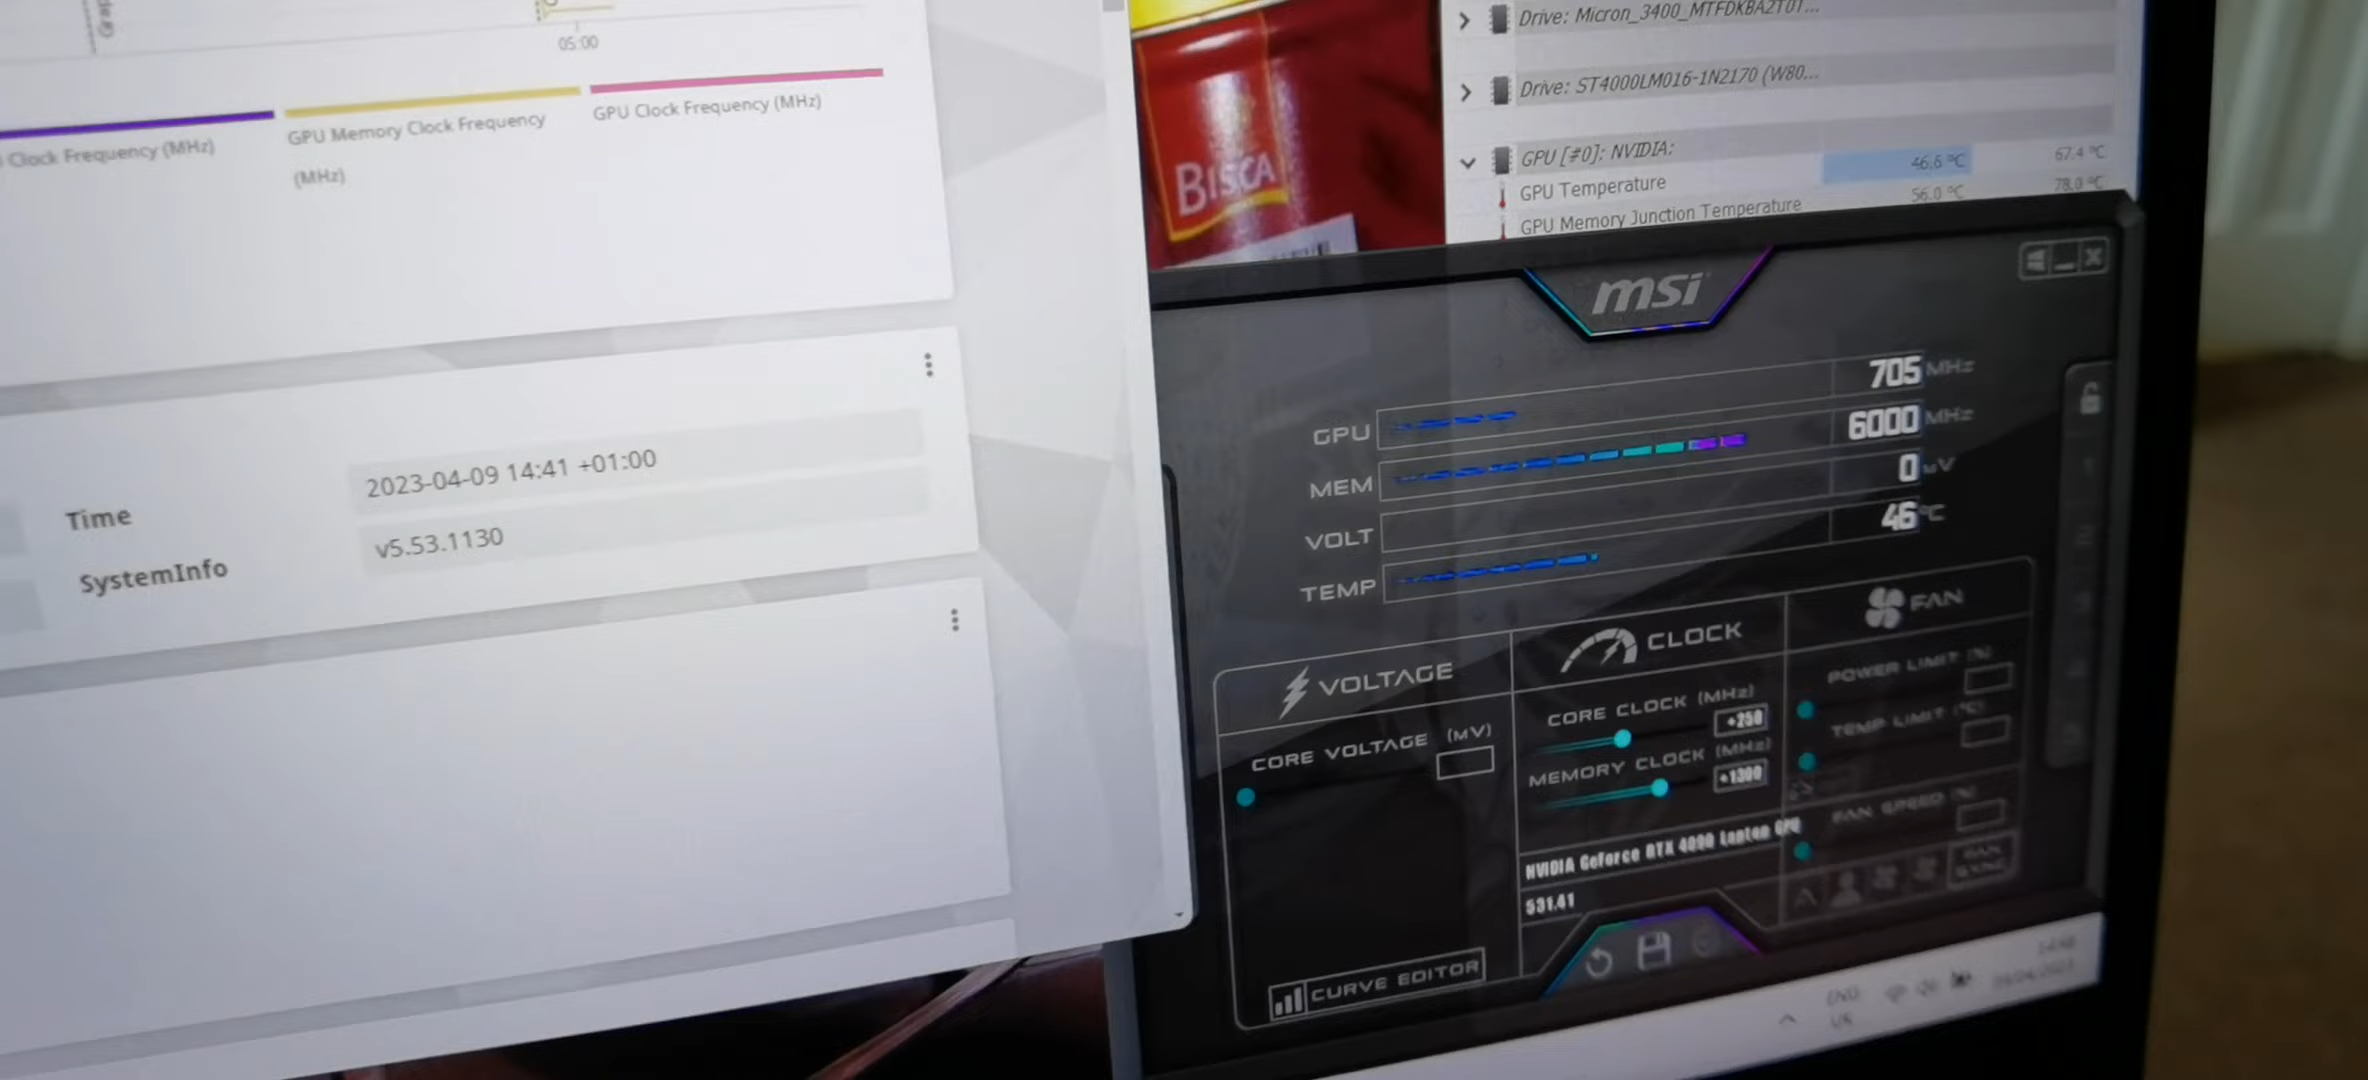 05:00
Clock Frequency (MHz)
GPU Memory Clock Frequency
(MHz)
GPU Clock Frequency (MHz)
Time
2023-04-09 14:41 +01:00
SystemInfo
v5.53.1130
BISCA
Drive: Micron_3400_MTFDKBA2T0T...
Drive: ST4000LM016-1N2170 (W80...
GPU [#0]: NVIDIA:
GPU Temperature
46.6 °C
67.4 °C
GPU Memory Junction Temperature
56.0 °C
78.0 °C
msi
GPU
705 MHz
MEM
6000 MHz
VOLT
0 mV
TEMP
46 °C
VOLTAGE
CORE VOLTAGE (MV)
CURVE EDITOR
CLOCK
CORE CLOCK (MHz)
+250
MEMORY CLOCK (MHz)
+1300
NVIDIA GeForce RTX 4090 Laptop GPU
531.41
FAN
POWER LIMIT (%)
TEMP LIMIT (°C)
FAN SPEED (%)
ENG
US